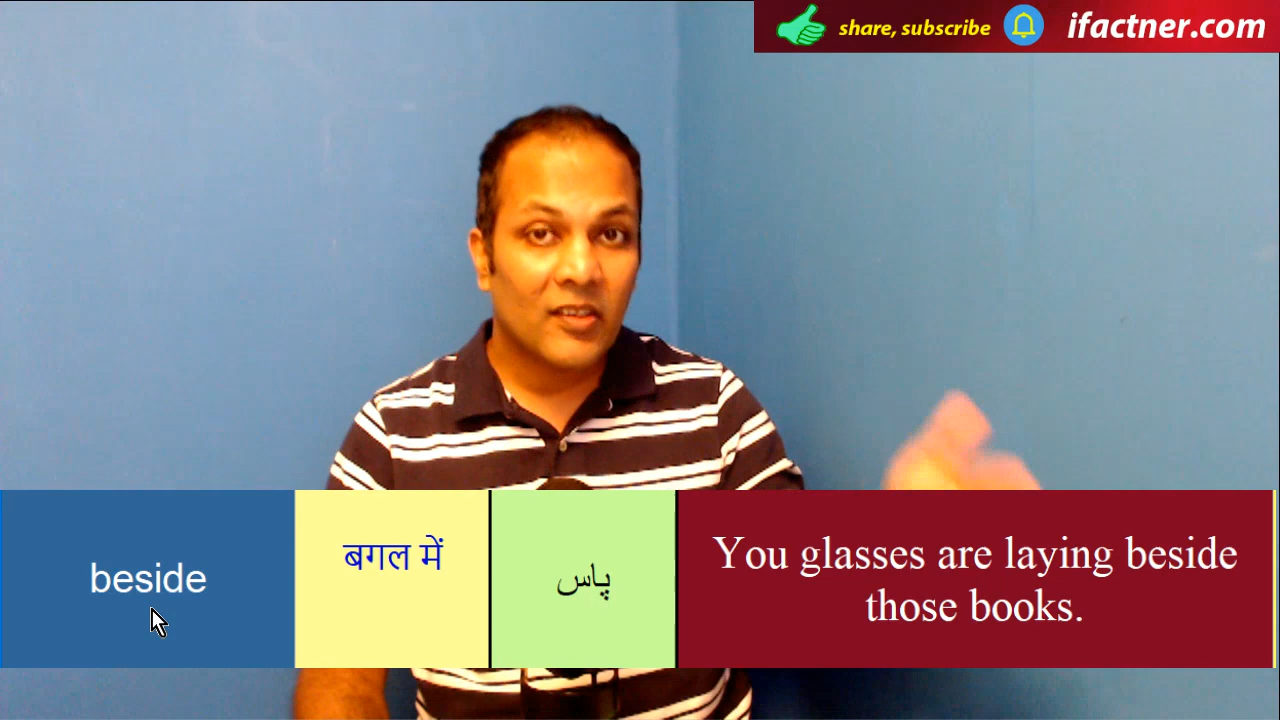 share, subscribe
ifactner.com
beside
बगल में
پاس
You glasses are laying beside
those books.